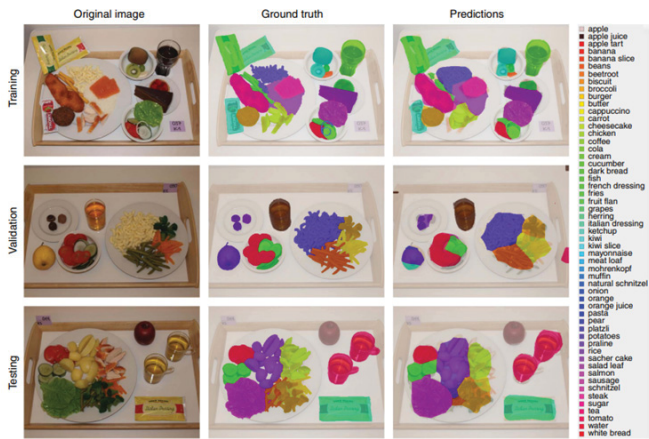 Original image
Ground truth
Predictions
Training
Validation
Testing
apple
apple juice
apple tart
banana
banana slice
beans
beetroot
biscuit
broccoli
burger
butter
cappuccino
carrot
cheesecake
chicken
coffee
cola
cream
cucumber
dark bread
fish
french dressing
fries
fruit flan
grapes
herring
italian dressing
ketchup
kiwi
kiwi slice
mayonnaise
meat loaf
mohrenkopf
muffin
natural schnitzel
onion
orange
orange juice
pasta
pear
platzli
potatoes
praline
rice
sacher cake
salad leaf
salmon
sausage
schnitzel
steak
sugar
tea
tomato
water
white bread